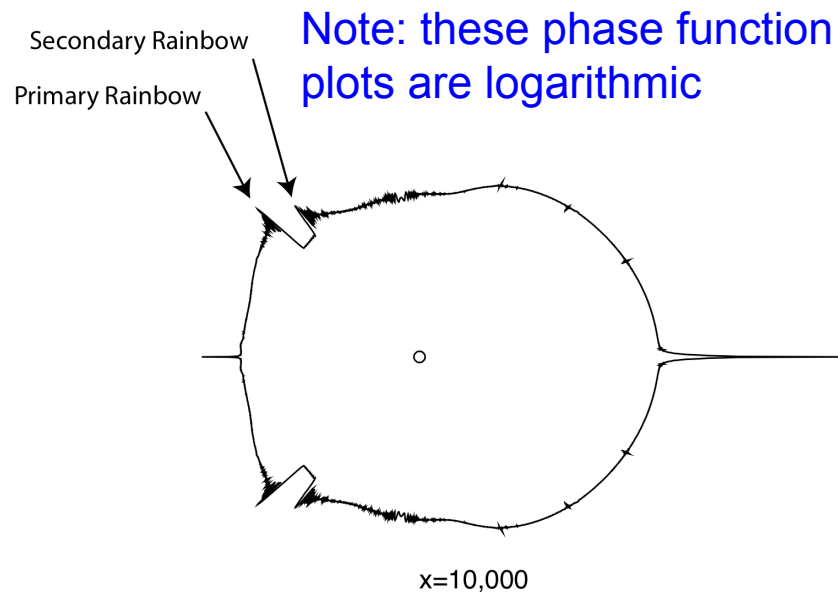 Note: these phase function
plots are logarithmic
Secondary Rainbow
Primary Rainbow
x=10,000